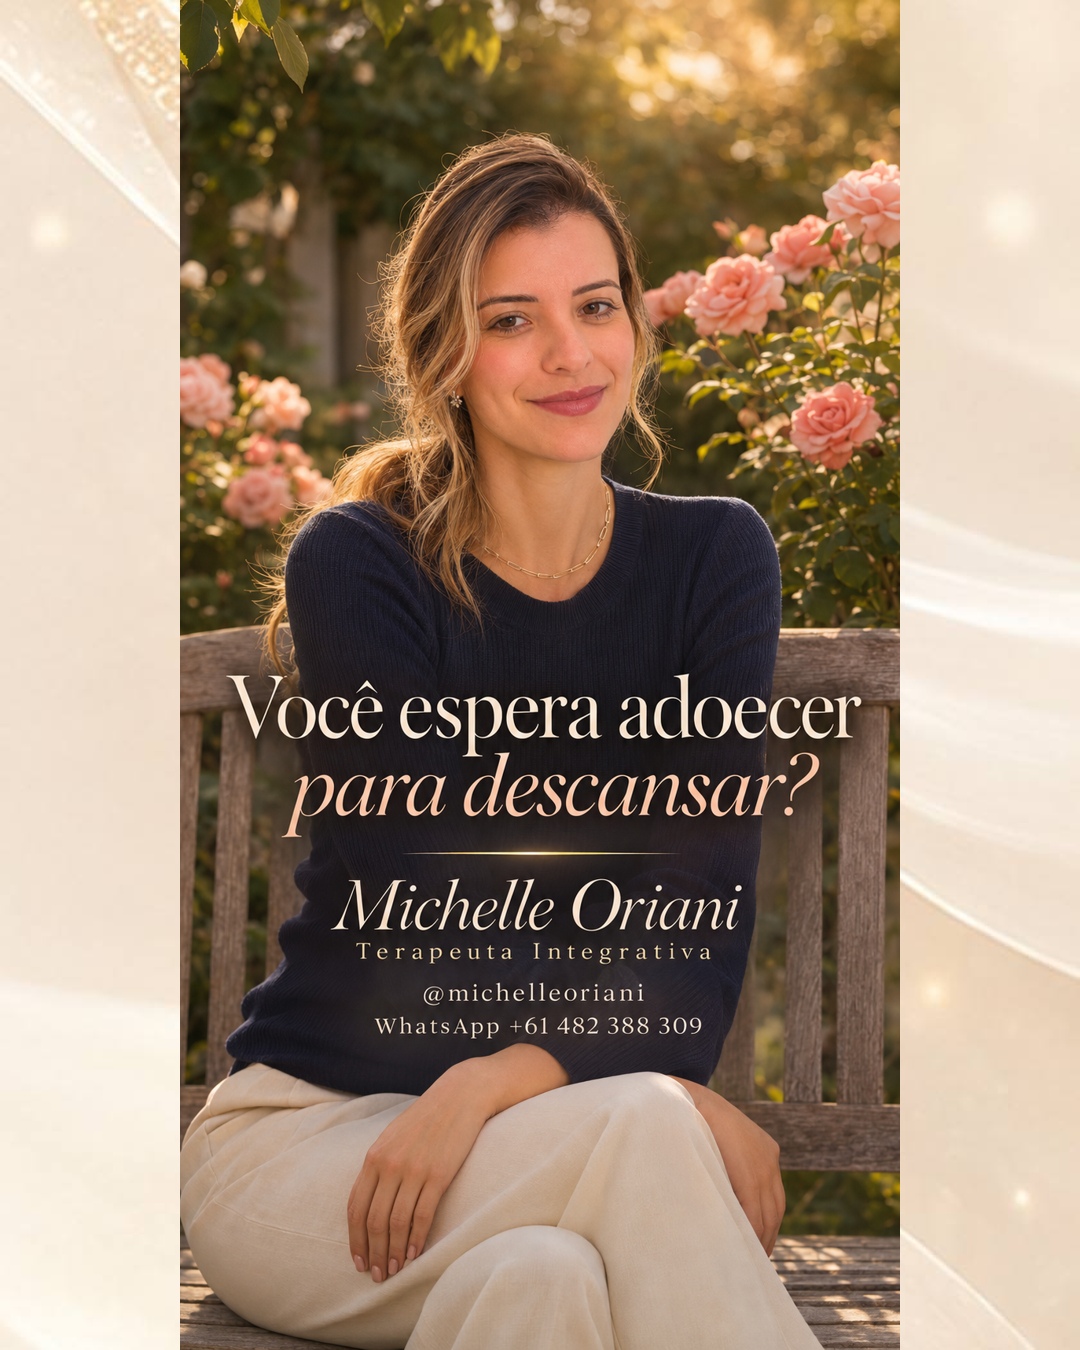 Você espera adoecer
para descansar?
Michelle Oriani
Terapeuta Integrativa
@michelleoriani
WhatsApp +61 482 388 309